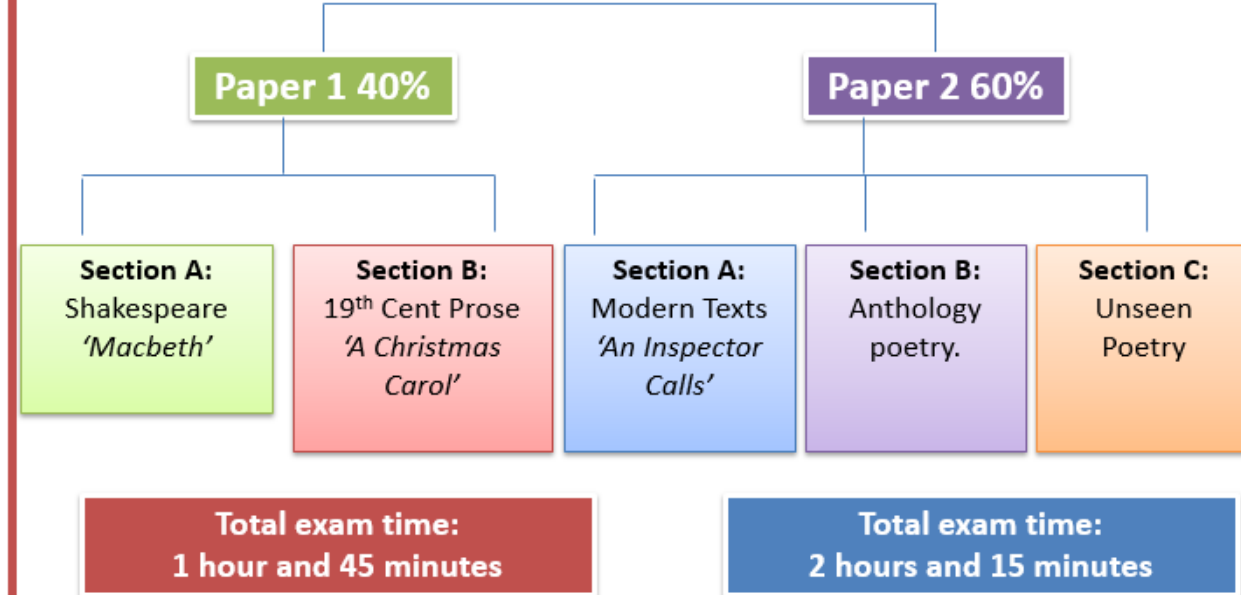 Paper 1 40%
Paper 2 60%
Section A:
Shakespeare
‘Macbeth’
Section B:
19th Cent Prose
‘A Christmas
Carol’
Section A:
Modern Texts
‘An Inspector
Calls’
Section B:
Anthology
poetry.
Section C:
Unseen
Poetry
Total exam time:
1 hour and 45 minutes
Total exam time:
2 hours and 15 minutes